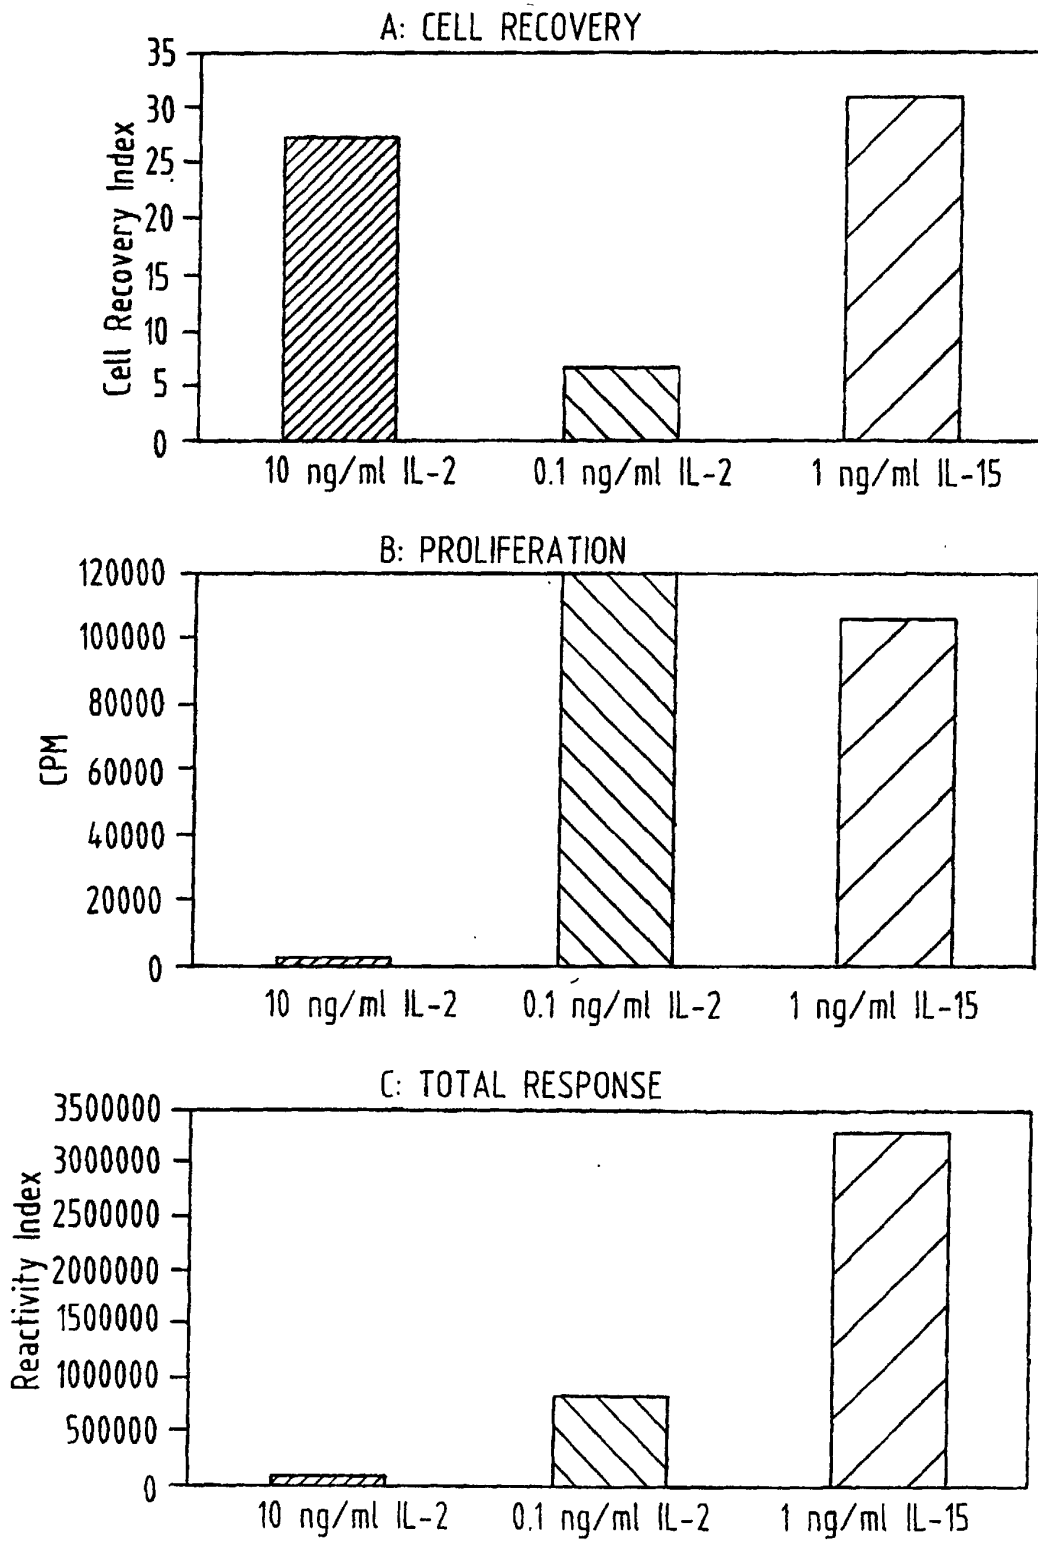 A: CELL RECOVERY
Cell Recovery Index
35
30
25
20
15
10
5
0
10 ng/ml IL-2 0.1 ng/ml IL-2 1 ng/ml IL-15
B: PROLIFERATION
CPM
120000
100000
80000
60000
40000
20000
0
10 ng/ml IL-2 0.1 ng/ml IL-2 1 ng/ml IL-15
C: TOTAL RESPONSE
Reactivity Index
3500000
3000000
2500000
2000000
1500000
1000000
500000
0
10 ng/ml IL-2 0.1 ng/ml IL-2 1 ng/ml IL-15